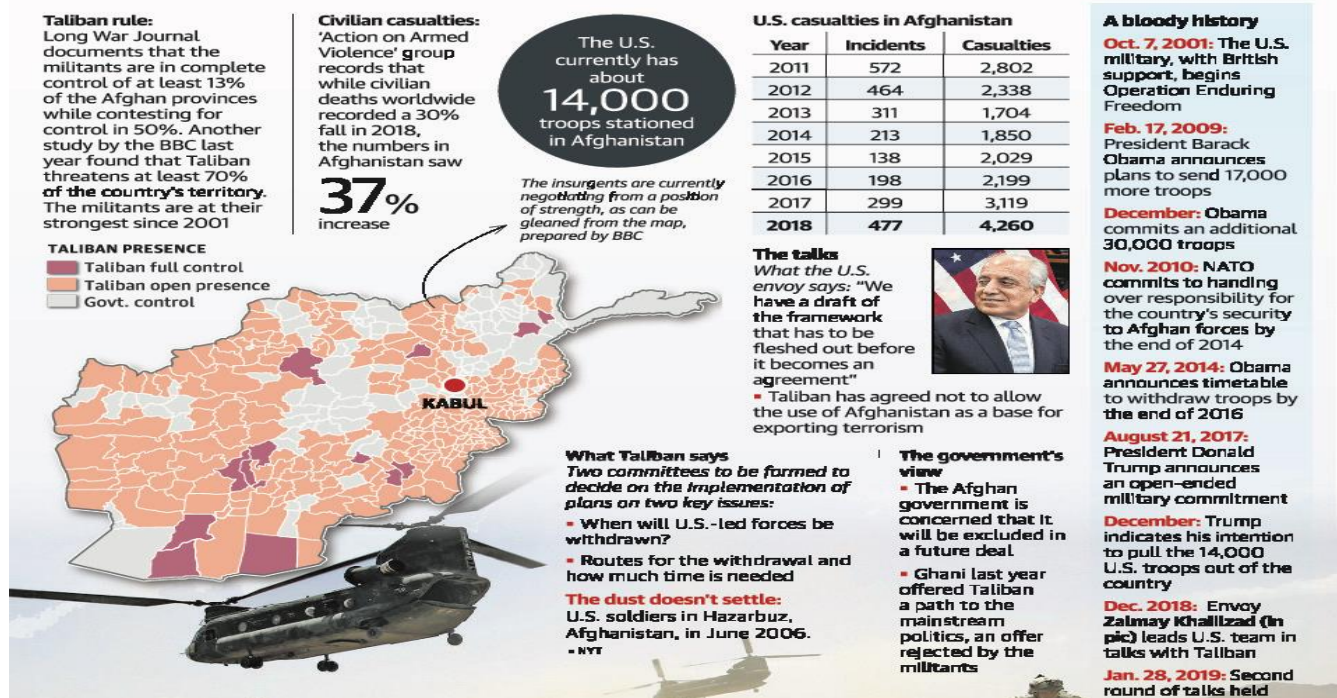 Taliban rule:
Long War Journal
documents that the
militants are in complete
control of at least 13%
of the Afghan provinces
while contesting for
control in 50%. Another
study by the BBC last
year found that Taliban
threatens at least 70%
of the country's territory.
The militants are at their
strongest since 2001
Civilian casualties:
'Action on Armed
Violence' group
records that
while civilian
deaths worldwide
recorded a 30%
fall in 2018,
the numbers in
Afghanistan saw
37%
increase
The U.S.
currently has
about
14,000
troops stationed
in Afghanistan
The insurgents are currently
negotiating from a position
of strength, as can be
gleaned from the map,
prepared by BBC
TALIBAN PRESENCE
Taliban full control
Taliban open presence
Govt. control
KABUL
U.S. casualties in Afghanistan
Year Incidents Casualties
2011 572 2,802
2012 464 2,338
2013 311 1,704
2014 213 1,850
2015 138 2,029
2016 198 2,199
2017 299 3,119
2018 477 4,260
The talks
What the U.S.
envoy says: "We
have a draft of
the framework
that has to be
fleshed out before
it becomes an
agreement"
▪ Taliban has agreed not to allow
the use of Afghanistan as a base for
exporting terrorism
What Taliban says
Two committees to be formed to
decide on the implementation of
plans on two key issues:
▪ When will U.S.-led forces be
withdrawn?
▪ Routes for the withdrawal and
how much time is needed
The dust doesn't settle:
U.S. soldiers in Hazarbuz,
Afghanistan, in June 2006.
▪ NYT
The government's
view
▪ The Afghan
government is
concerned that it
will be excluded in
a future deal
▪ Ghani last year
offered Taliban
a path to the
mainstream
politics, an offer
rejected by the
militants
A bloody history
Oct. 7, 2001: The U.S.
military, with British
support, begins
Operation Enduring
Freedom
Feb. 17, 2009:
President Barack
Obama announces
plans to send 17,000
more troops
December: Obama
commits an additional
30,000 troops
Nov. 2010: NATO
commits to handing
over responsibility for
the country's security
to Afghan forces by
the end of 2014
May 27, 2014: Obama
announces timetable
to withdraw troops by
the end of 2016
August 21, 2017:
President Donald
Trump announces
an open-ended
military commitment
December: Trump
indicates his intention
to pull the 14,000
U.S. troops out of the
country
Dec. 2018: Envoy
Zalmay Khalilzad (in
pic) leads U.S. team in
talks with Taliban
Jan. 28, 2019: Second
round of talks held